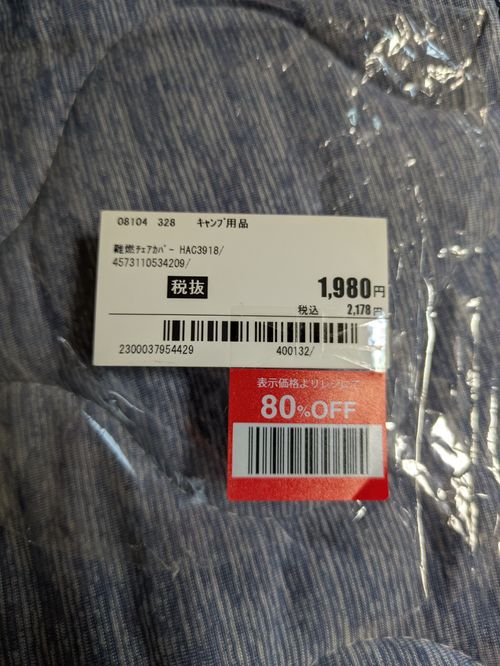 08104 328 ｷｬﾝﾌﾟ用品
難燃ﾁｪｱｶﾊﾞｰ HAC3918/
4573110534209/
税抜 1,980円
税込 2,178円
2300037954429 400132/
表示価格よりレジにて
80%OFF